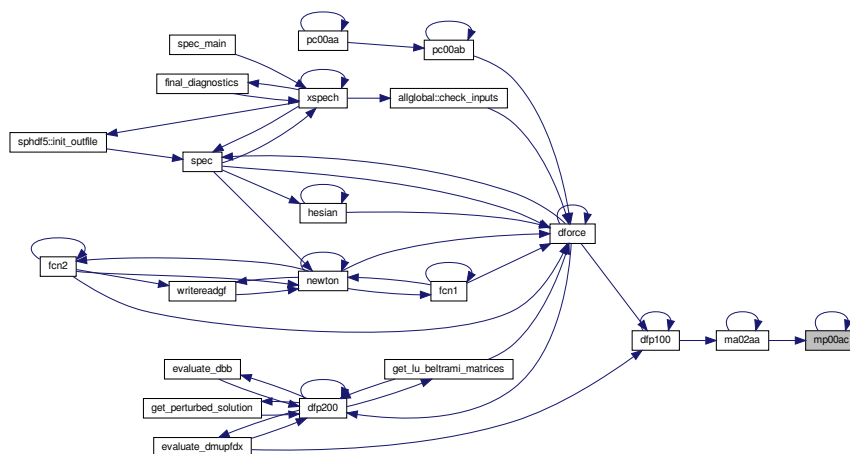 pc00aa
pc00ab
spec_main
final_diagnostics
xspech
allglobal::check_inputs
sphdf5::init_outfile
spec
hesian
dforce
fcn2
newton
writereadgf
fcn1
dfp100
ma02aa
mp00ac
evaluate_dbb
get_lu_beltrami_matrices
get_perturbed_solution
dfp200
evaluate_dmupfdx